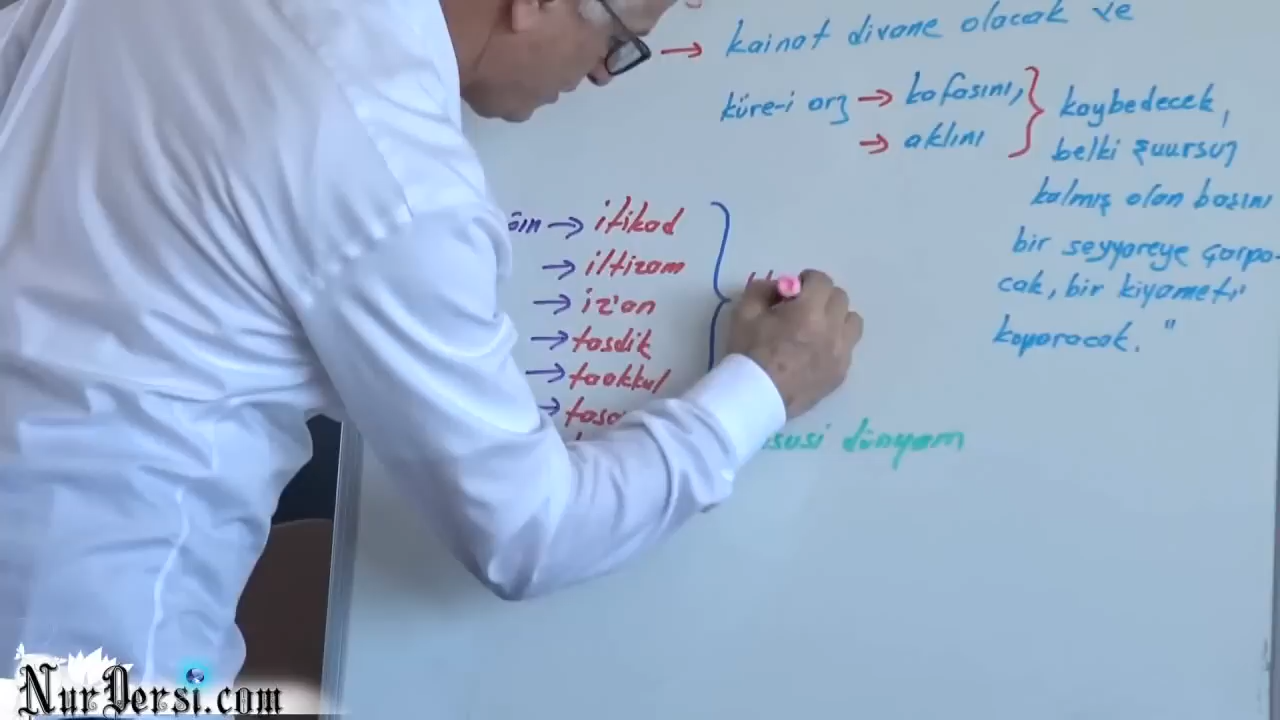 → kainat divane olacak ve
küre-i arz → kafasını,
→ aklını
kaybedecek,
belki şuursuz
kalmış olan başını
bir seyyareye çarpa-
cak, bir kıyameti
koparacak."
→ itikad
→ iltizam
→ iz'an
→ tasdik
→ taakkul
dünyam
NurDersi.com